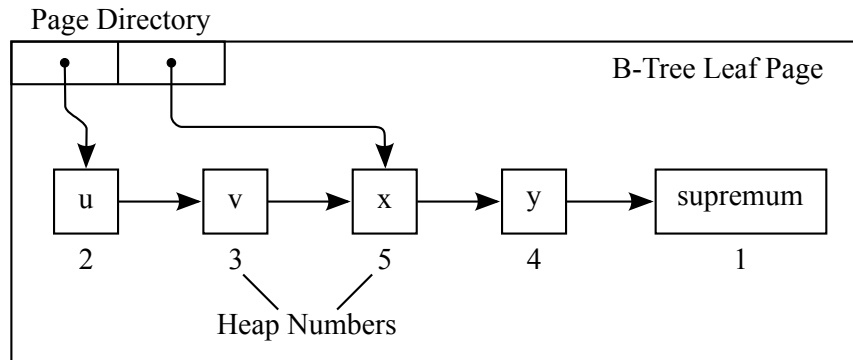 Page Directory
B-Tree Leaf Page
u v x y supremum
2 3 5 4 1
Heap Numbers